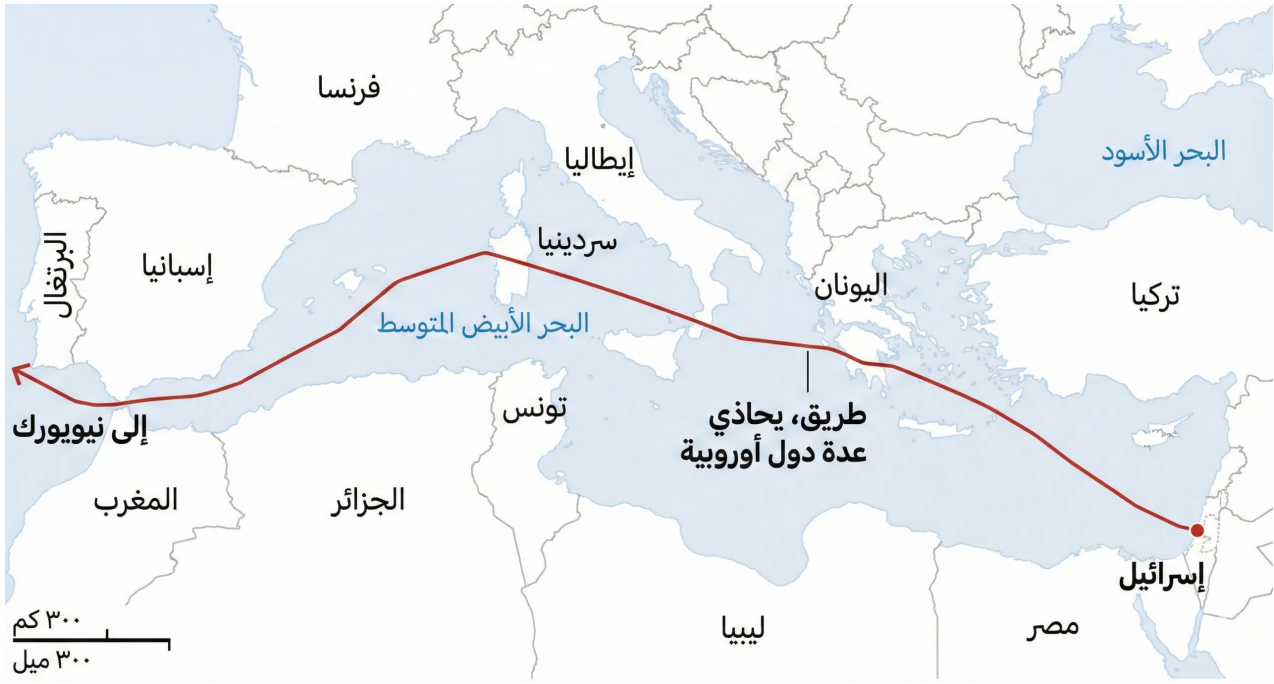 فرنسا
إيطاليا
البحر الأسود
البرتغال
إسبانيا
سردينيا
اليونان
تركيا
البحر الأبيض المتوسط
إلى نيويورك
تونس
طريق، يحاذي
عدة دول أوروبية
المغرب
الجزائر
إسرائيل
ليبيا
مصر
٣٠٠ كم
٣٠٠ ميل